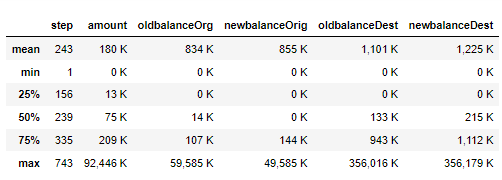 step amount oldbalanceOrg newbalanceOrig oldbalanceDest newbalanceDest
mean 243 180 K 834 K 855 K 1,101 K 1,225 K
min 1 0 K 0 K 0 K 0 K 0 K
25% 156 13 K 0 K 0 K 0 K 0 K
50% 239 75 K 14 K 0 K 133 K 215 K
75% 335 209 K 107 K 144 K 943 K 1,112 K
max 743 92,446 K 59,585 K 49,585 K 356,016 K 356,179 K